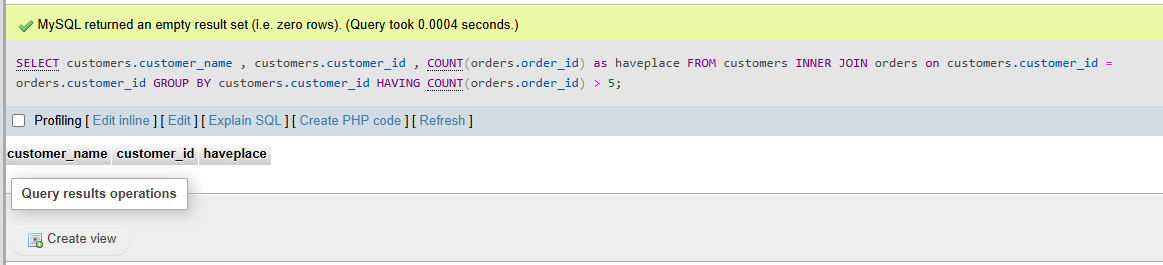 MySQL returned an empty result set (i.e. zero rows). (Query took 0.0004 seconds.)
SELECT customers.customer_name , customers.customer_id , COUNT(orders.order_id) as haveplace FROM customers INNER JOIN orders on customers.customer_id =
orders.customer_id GROUP BY customers.customer_id HAVING COUNT(orders.order_id) > 5;
Profiling [ Edit inline ] [ Edit ] [ Explain SQL ] [ Create PHP code ] [ Refresh ]
customer_name customer_id haveplace
Query results operations
Create view